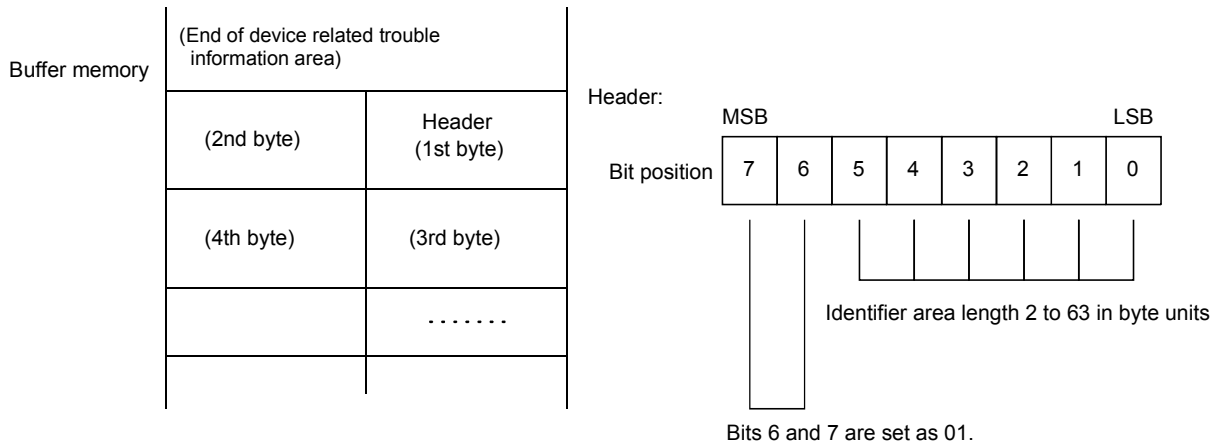 (End of device related trouble
information area)
Buffer memory
(2nd byte)
Header
(1st byte)
(4th byte)
(3rd byte)
.......
Header:
MSB
LSB
Bit position
7 6 5 4 3 2 1 0
Identifier area length 2 to 63 in byte units
Bits 6 and 7 are set as 01.